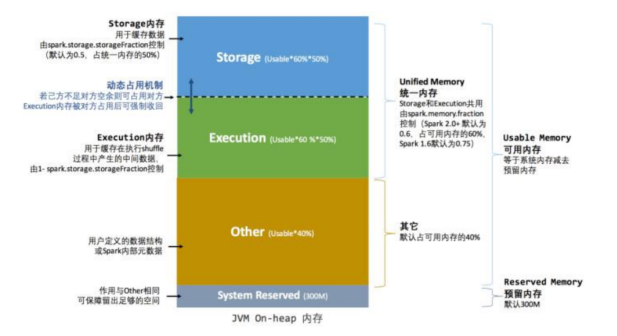 Storage内存
用于缓存数据
由spark.storage.storageFraction控制
（默认为0.5、占统一内存的50%）
动态占用机制
若己方不足对方空余则可占用对方
Execution内存被对方占用后可强制收回
Execution内存
用于缓存在执行shuffle
过程中产生的中间数据,
由1- spark.storage.storageFraction控制
用户定义的数据结构
或Spark内部元数据
作用与Other相同
可保障留出足够的空间
Storage (Usable*60%*50%)
Execution (Usable*60 %*50%)
Other (Usable*40%)
System Reserved (300M)
JVM On-heap 内存
Unified Memory
统一内存
Storage和Execution共用
由spark.memory.fraction
控制（Spark 2.0+ 默认为
0.6、占可用内存的60%,
Spark 1.6默认为0.75）
其它
默认占可用内存的40%
Usable Memory
可用内存
等于系统内存减去
预留内存
Reserved Memory
预留内存
默认300M